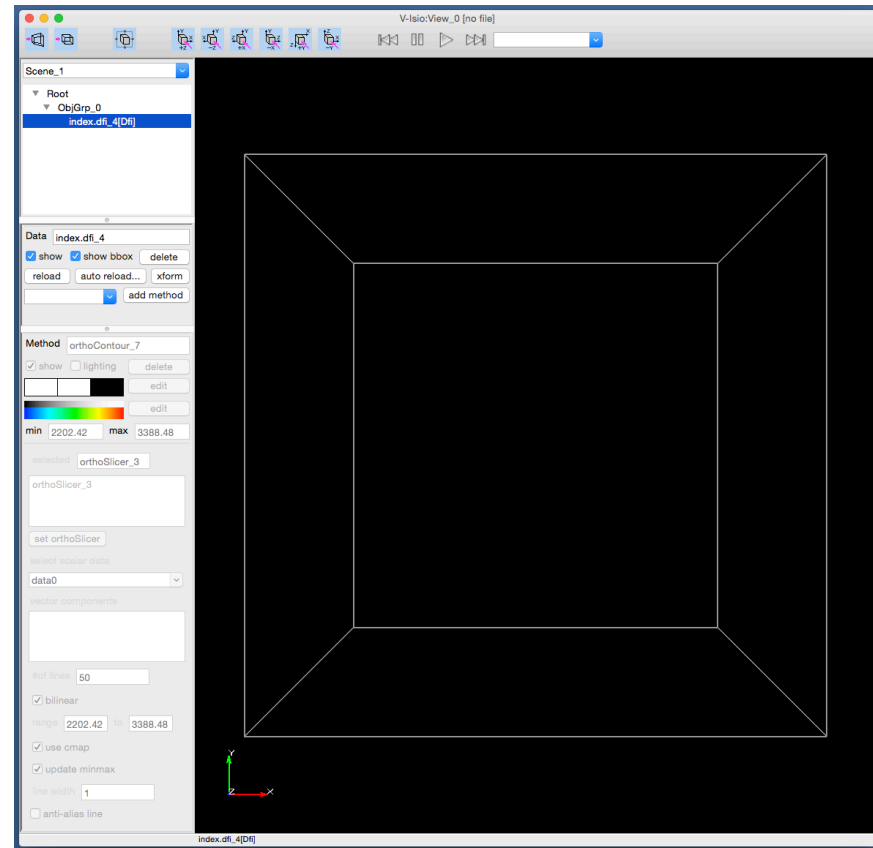 V-Isio:View_0 [no file]
Scene_1
Root
ObjGrp_0
index.dfi_4[Dfi]
Data index.dfi_4
show show bbox delete
reload auto reload... xform
add method
Method orthoContour_7
show lighting delete
edit
edit
min 2202.42 max 3388.48
selected orthoSlicer_3
orthoSlicer_3
set orthoSlicer
select scalar data
data0
vector components
#of lines 50
bilinear
range 2202.42 to 3388.48
use cmap
update minmax
line width 1
anti-alias line
Y
Z X
index.dfi_4[Dfi]